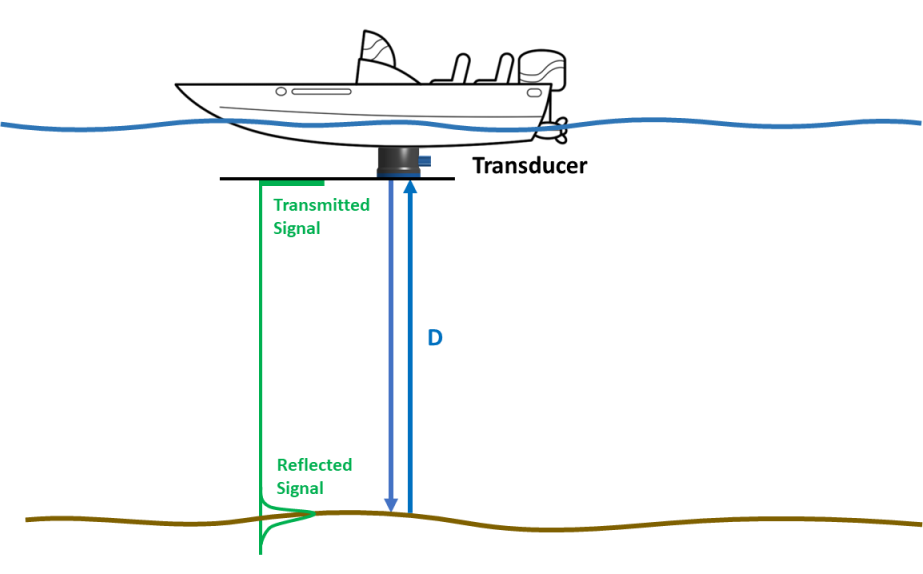 Transducer
Transmitted
Signal
D
Reflected
Signal